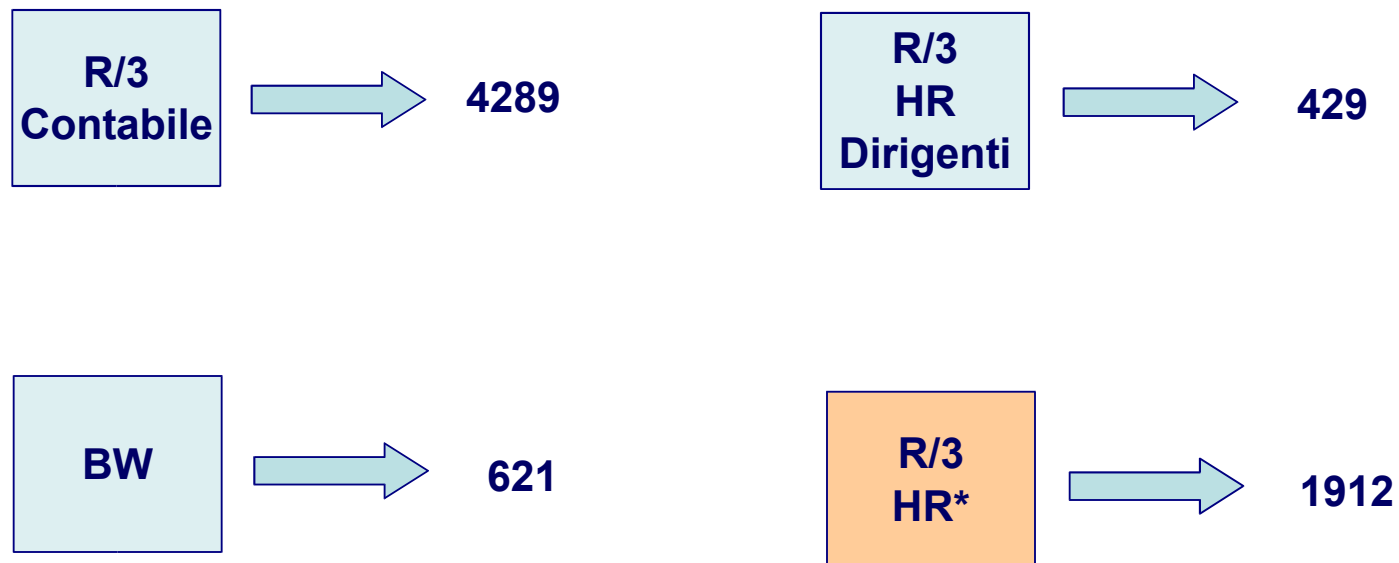 R/3
Contabile
4289
R/3
HR
Dirigenti
429
BW
621
R/3
HR*
1912